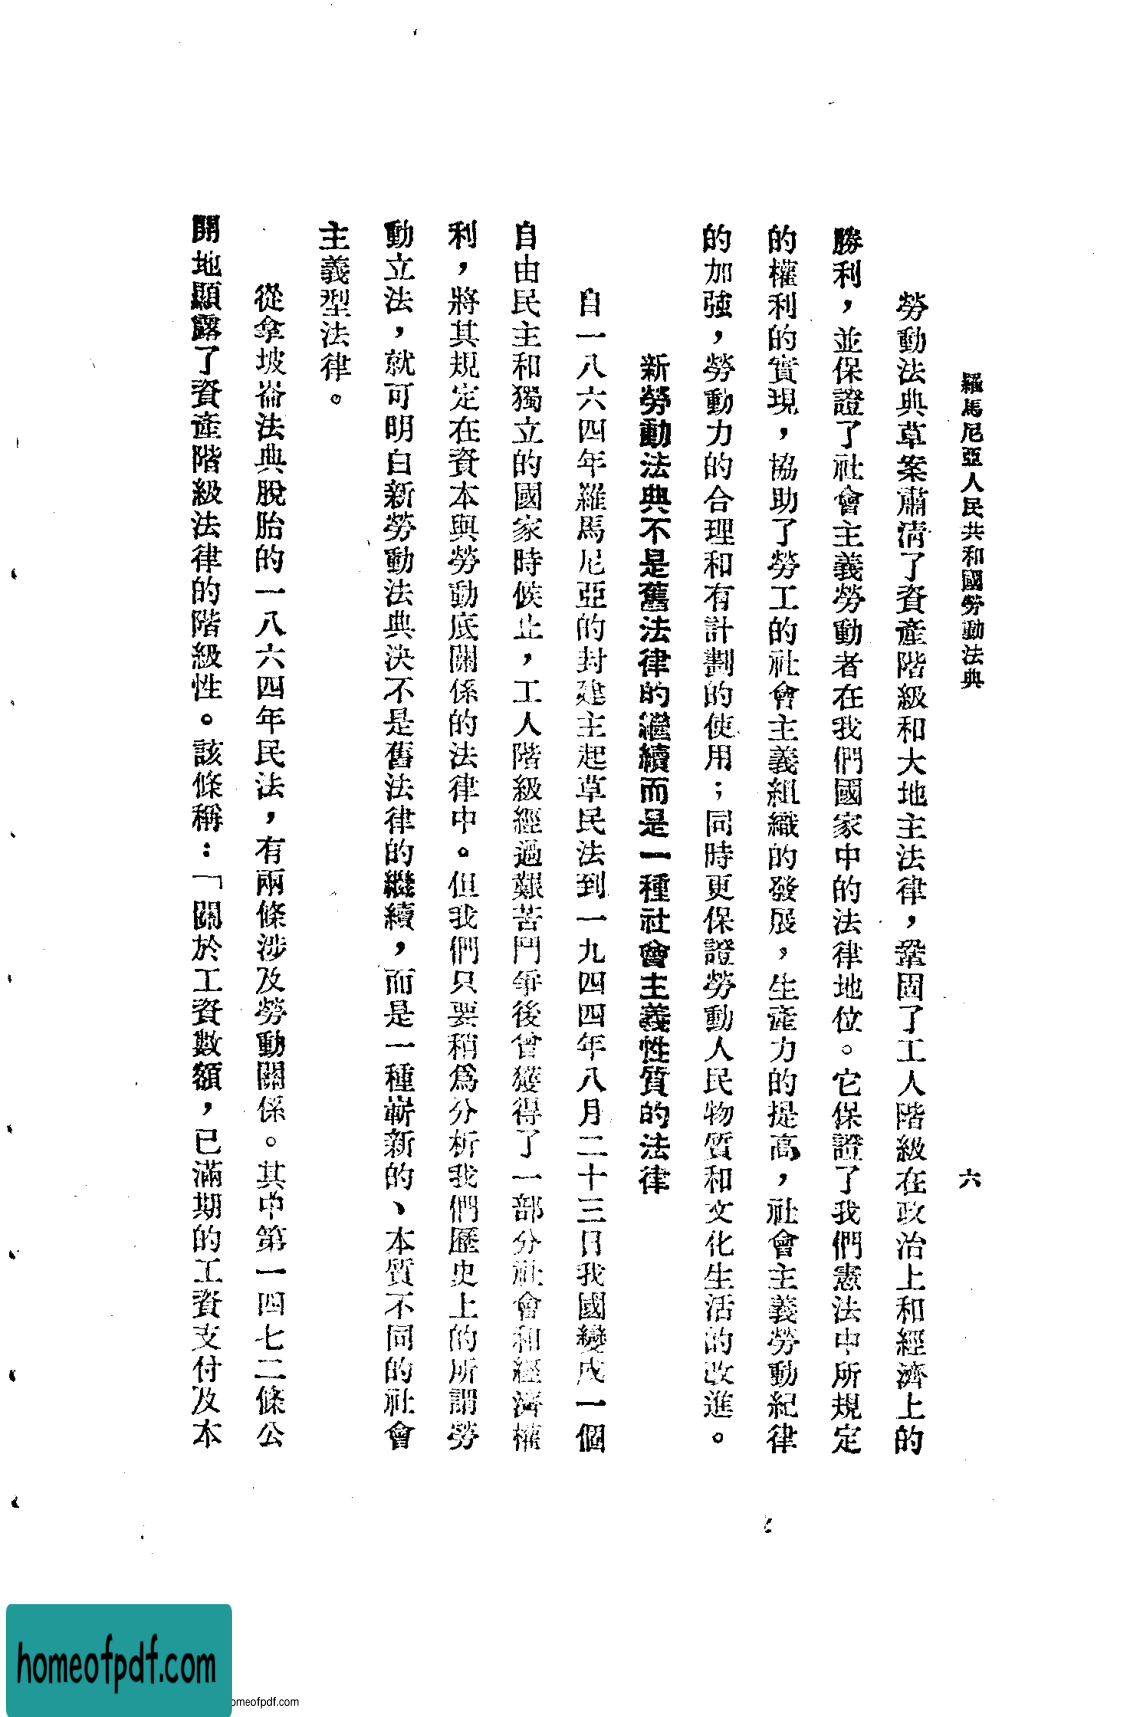 羅馬尼亞人民共和國勞動法典
六
勞動法典草案肅清了資產階級和大地主法律，鞏固了工人階級在政治上和經濟上的
勝利，並保證了社會主義勞動者在我們國家中的法律地位。它保證了我們憲法中所規定
的權利的實現，協助了勞工的社會主義組織的發展，生產力的提高，社會主義勞動紀律
的加強，勞動力的合理和有計劃的使用；同時更保證勞動人民物質和文化生活的改進。
新勞動法典不是舊法律的繼續而是一種社會主義性質的法律
自一八六四年羅馬尼亞的封建主起草民法到一九四四年八月二十三日我國變成一個
自由民主和獨立的國家時候止，工人階級經過艱苦鬥爭後曾獲得了一部分社會和經濟權
利，將其規定在資本與勞動底關係的法律中。但我們只要稍為分析我們歷史上的所謂勞
動立法，就可明白新勞動法典決不是舊法律的繼續，而是一種嶄新的、本質不同的社會
主義型法律。
從拿坡崙法典脫胎的一八六四年民法，有兩條涉及勞動關係。其中第一四七二條公
開地顯露了資產階級法律的階級性。該條稱：「關於工資數額，已滿期的工資支付及本
homeofpdf.com
omeofpdf.com